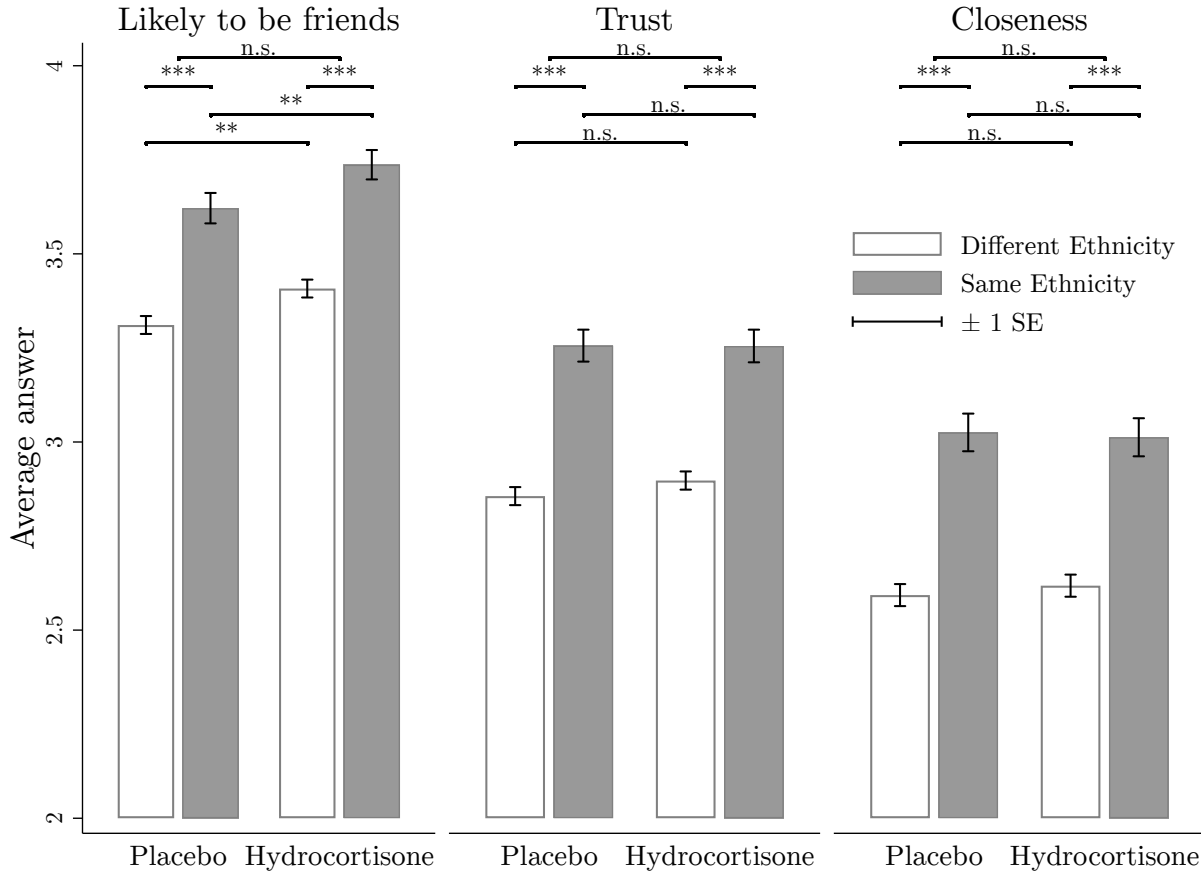 Likely to be friends
Trust
Closeness
n.s.
n.s.
n.s.
***
***
***
***
***
***
**
n.s.
n.s.
**
n.s.
n.s.
4
3.5
3
2.5
2
Average answer
Different Ethnicity
Same Ethnicity
± 1 SE
Placebo
Hydrocortisone
Placebo
Hydrocortisone
Placebo
Hydrocortisone